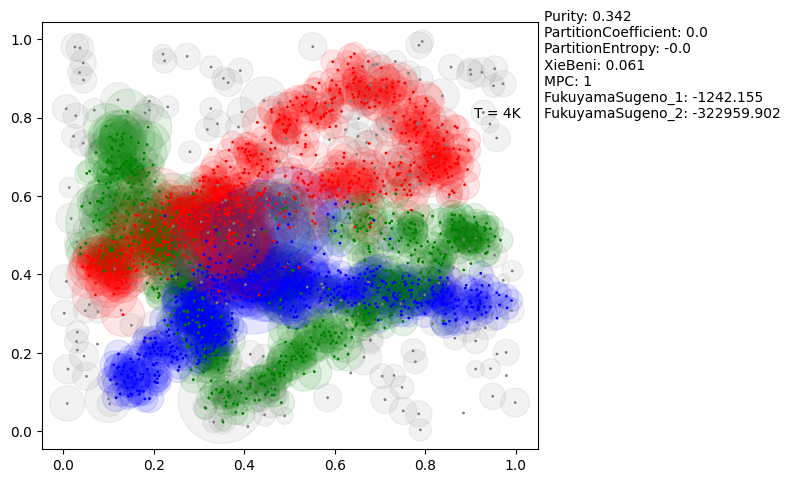 Purity: 0.342
PartitionCoefficient: 0.0
PartitionEntropy: -0.0
XieBeni: 0.061
MPC: 1
FukuyamaSugeno_1: -1242.155
FukuyamaSugeno_2: -322959.902
T = 4K
1.0
0.8
0.6
0.4
0.2
0.0
0.0 0.2 0.4 0.6 0.8 1.0